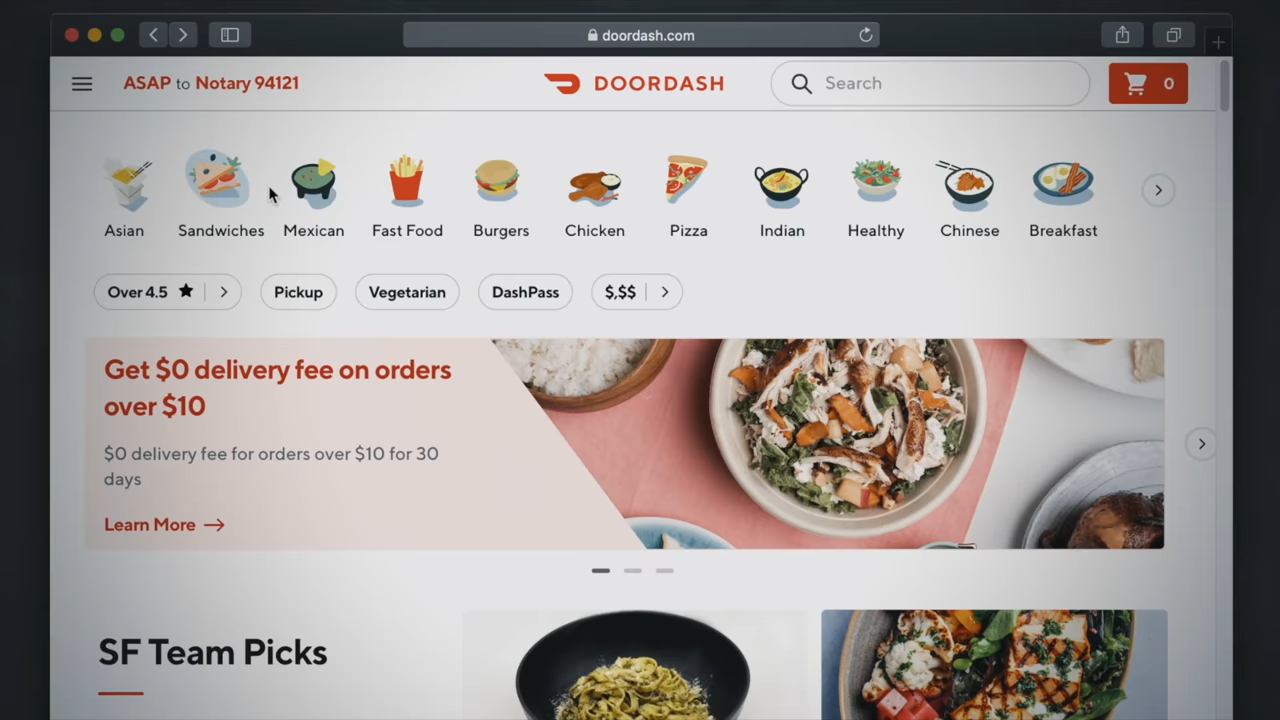 doordash.com
ASAP to Notary 94121
DOORDASH
Search
0
Asian
Sandwiches
Mexican
Fast Food
Burgers
Chicken
Pizza
Indian
Healthy
Chinese
Breakfast
Over 4.5 ★
Pickup
Vegetarian
DashPass
$,$$
Get $0 delivery fee on orders
over $10
$0 delivery fee for orders over $10 for 30
days
Learn More →
SF Team Picks